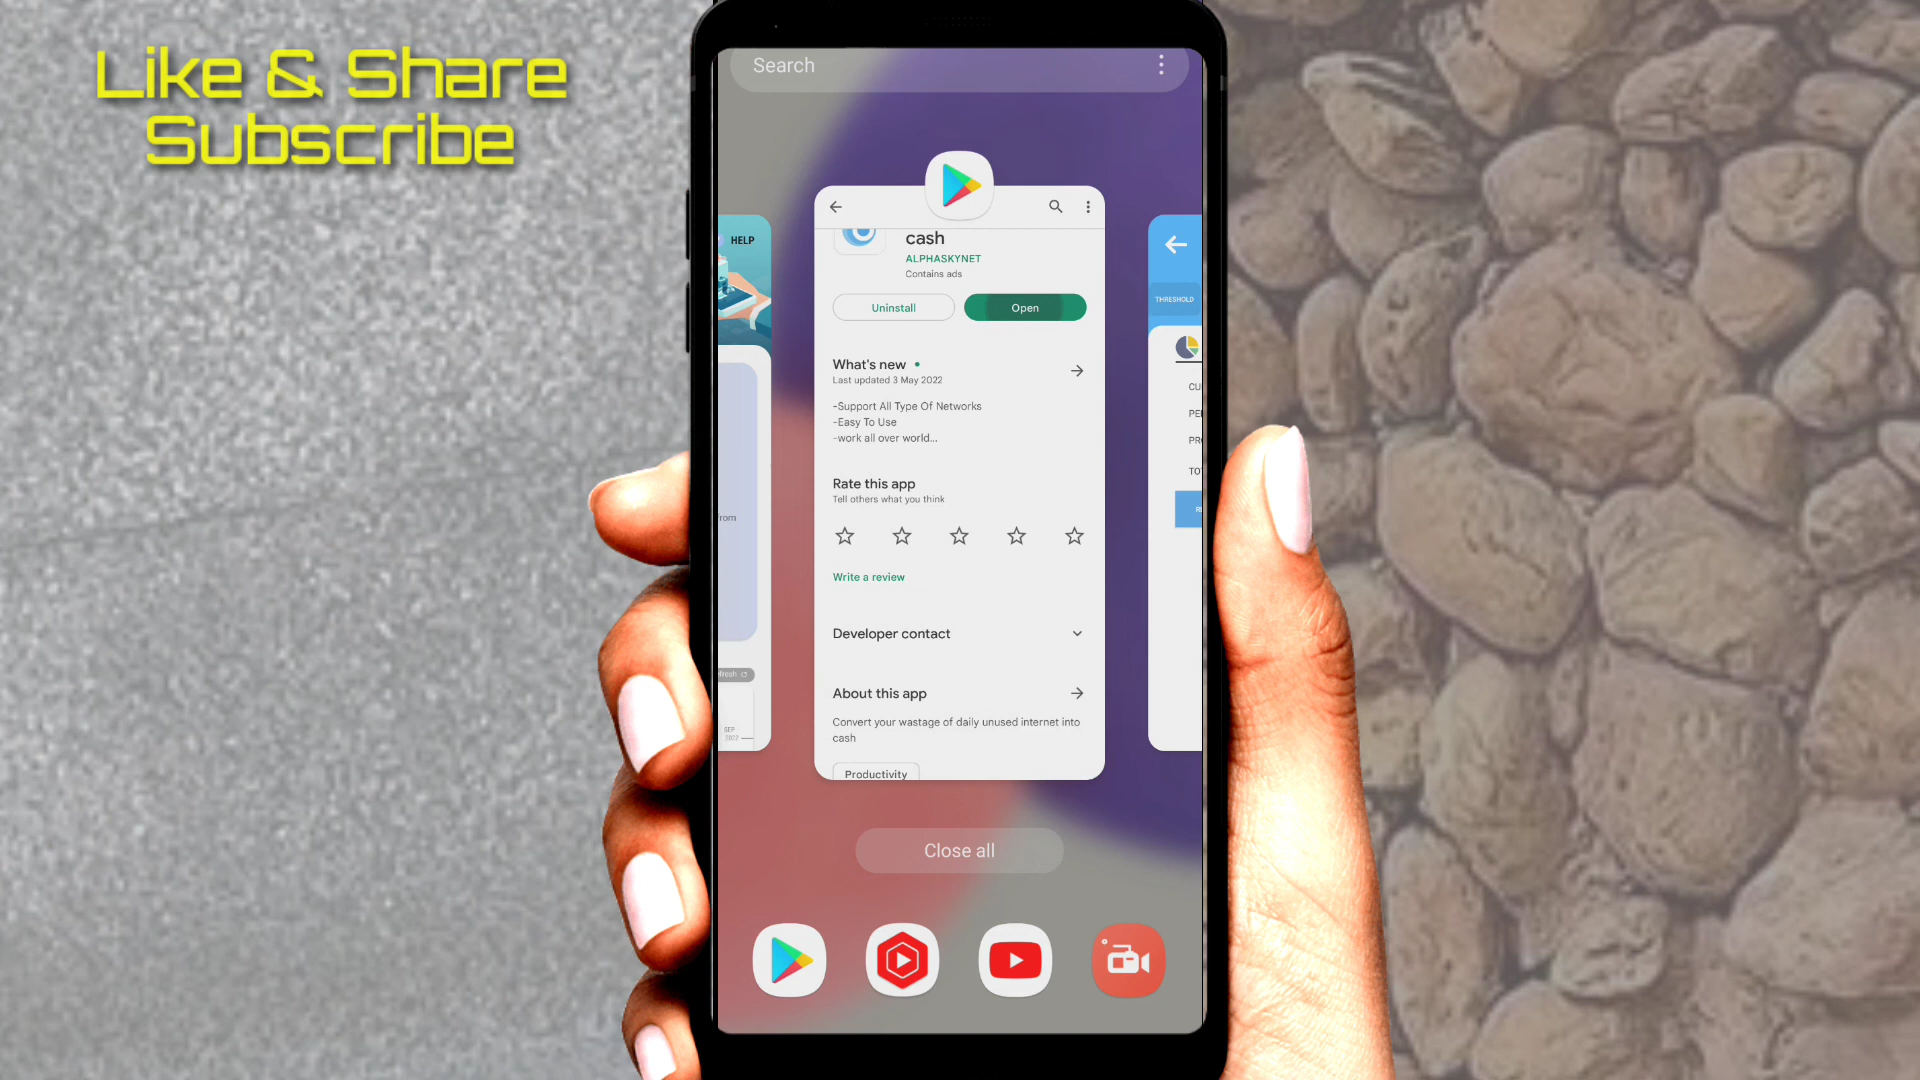 Like & Share
Subscribe
Search
HELP
cash
ALPHASKYNET
Contains ads
Uninstall
Open
THRESHOLD
What's new
Last updated 3 May 2022
-Support All Type Of Networks
-Easy To Use
-work all over world...
Rate this app
Tell others what you think
Write a review
Developer contact
About this app
Convert your wastage of daily unused internet into
cash
Productivity
SEP
2022
Close all